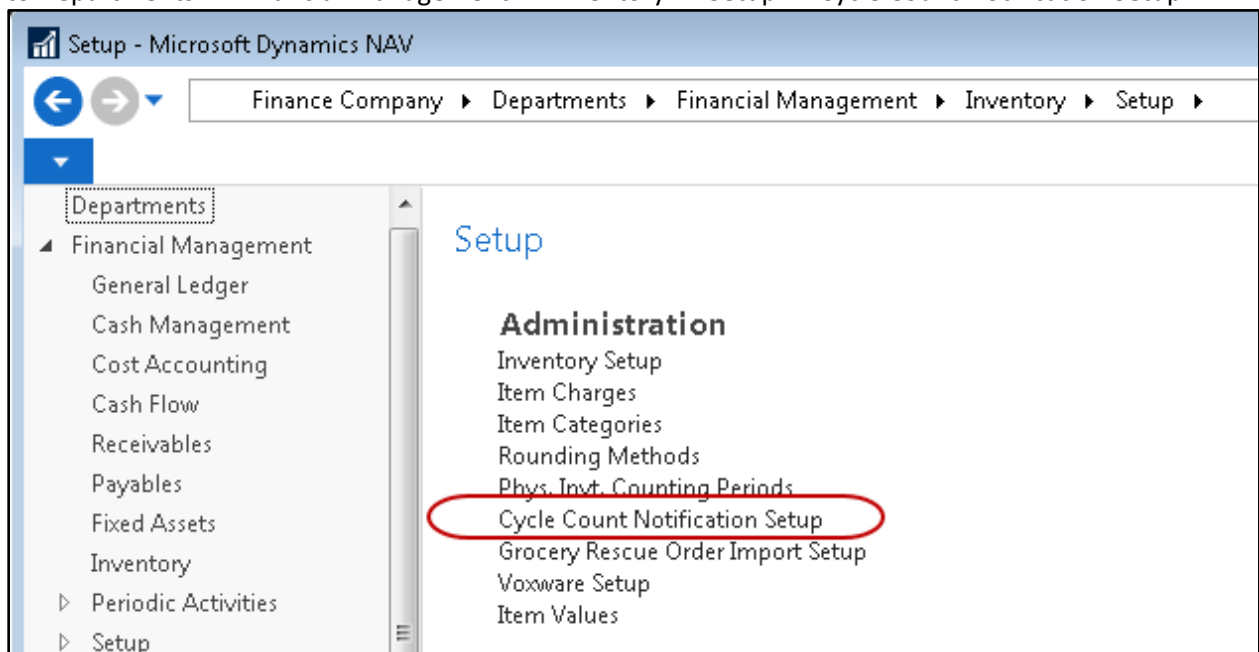 Setup - Microsoft Dynamics NAV
Finance Company ▸ Departments ▸ Financial Management ▸ Inventory ▸ Setup ▸
Departments
Financial Management
General Ledger
Cash Management
Cost Accounting
Cash Flow
Receivables
Payables
Fixed Assets
Inventory
Periodic Activities
Setup
Setup
Administration
Inventory Setup
Item Charges
Item Categories
Rounding Methods
Phys. Invt. Counting Periods
Cycle Count Notification Setup
Grocery Rescue Order Import Setup
Voxware Setup
Item Values